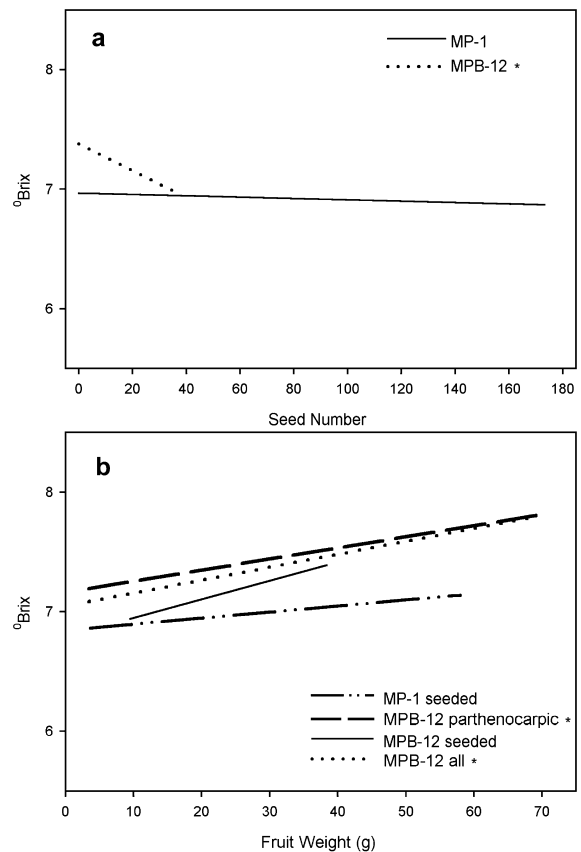 a
MP-1
MPB-12 *
8
7
6
⁰Brix
0 20 40 60 80 100 120 140 160 180
Seed Number
b
8
7
6
⁰Brix
MP-1 seeded
MPB-12 parthenocarpic *
MPB-12 seeded
MPB-12 all *
0 10 20 30 40 50 60 70
Fruit Weight (g)